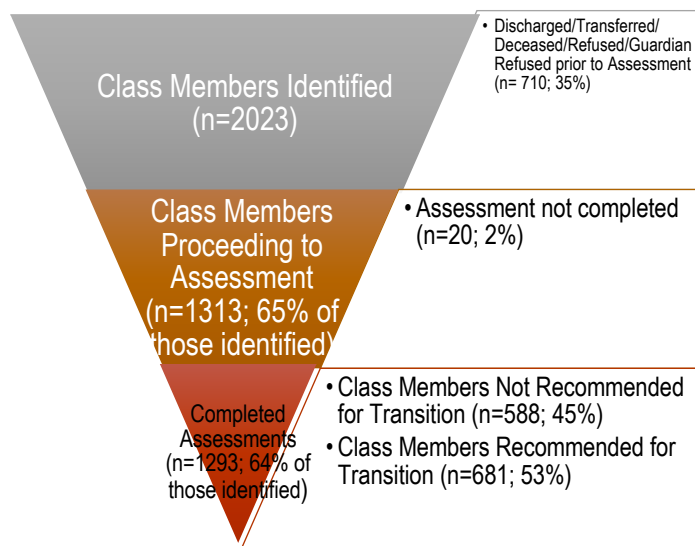 Class Members Identified
(n=2023)
• Discharged/Transferred/
Deceased/Refused/Guardian
Refused prior to Assessment
(n= 710; 35%)
Class Members
Proceeding to
Assessment
(n=1313; 65% of
those identified)
• Assessment not completed
(n=20; 2%)
Completed
Assessments
(n=1293; 64% of
those identified)
• Class Members Not Recommended
for Transition (n=588; 45%)
• Class Members Recommended for
Transition (n=681; 53%)